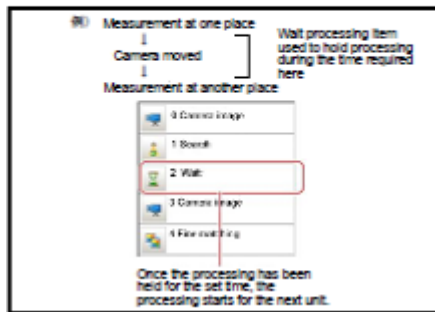 Measurement at one place
↓
Camera moved
↓
Measurement at another place
Wait processing item
used to hold processing
during the time required
here
0 Camera image
1 Search
2 Wait
3 Camera image
4 Fine matching
Once the processing has been
held for the set time, the
processing starts for the next unit.